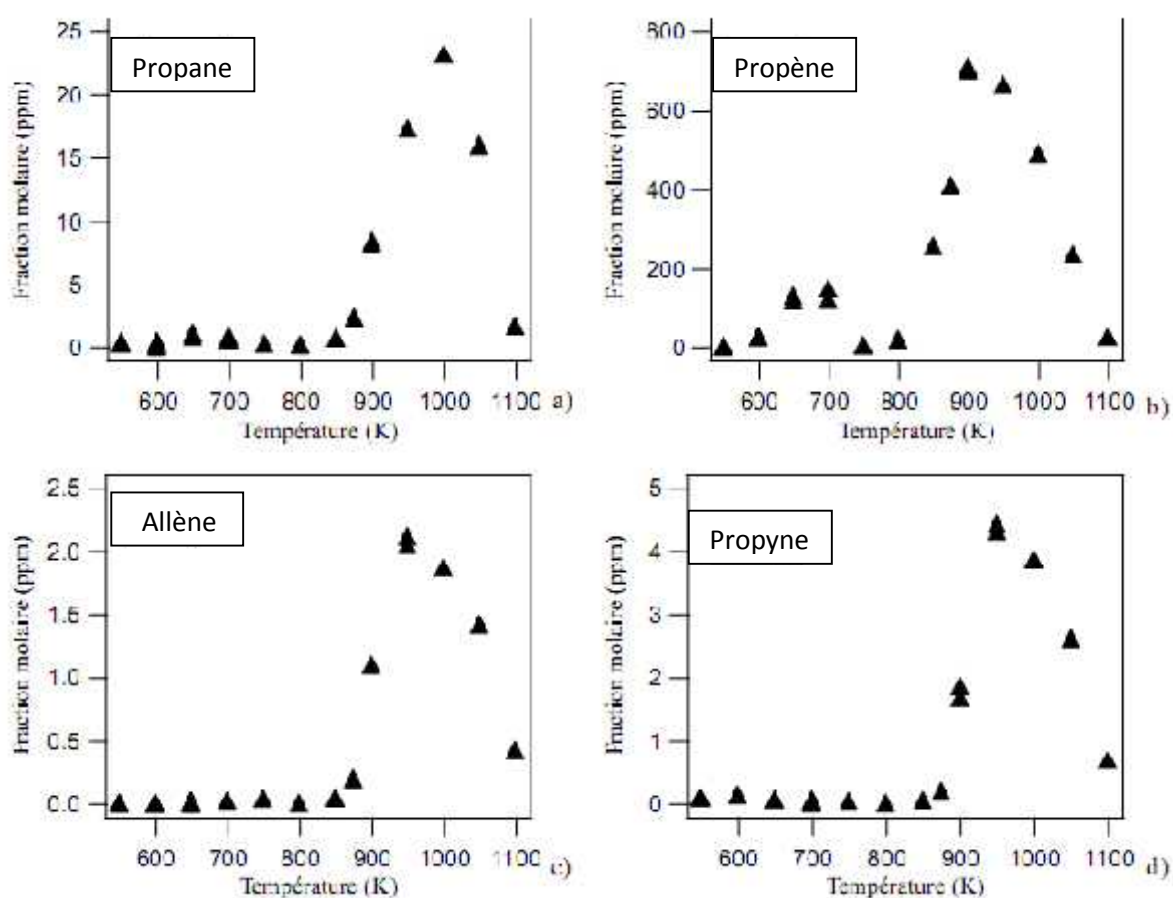 Propane
Fraction molaire (ppm)
25
20
15
10
5
0
600 700 800 900 1000 1100
Température (K)
a)
Propène
Fraction molaire (ppm)
800
600
400
200
0
600 700 800 900 1000 1100
Température (K)
b)
Allène
Fraction molaire (ppm)
2.5
2.0
1.5
1.0
0.5
0.0
600 700 800 900 1000 1100
Température (K)
c)
Propyne
Fraction molaire (ppm)
5
4
3
2
1
0
600 700 800 900 1000 1100
Température (K)
d)